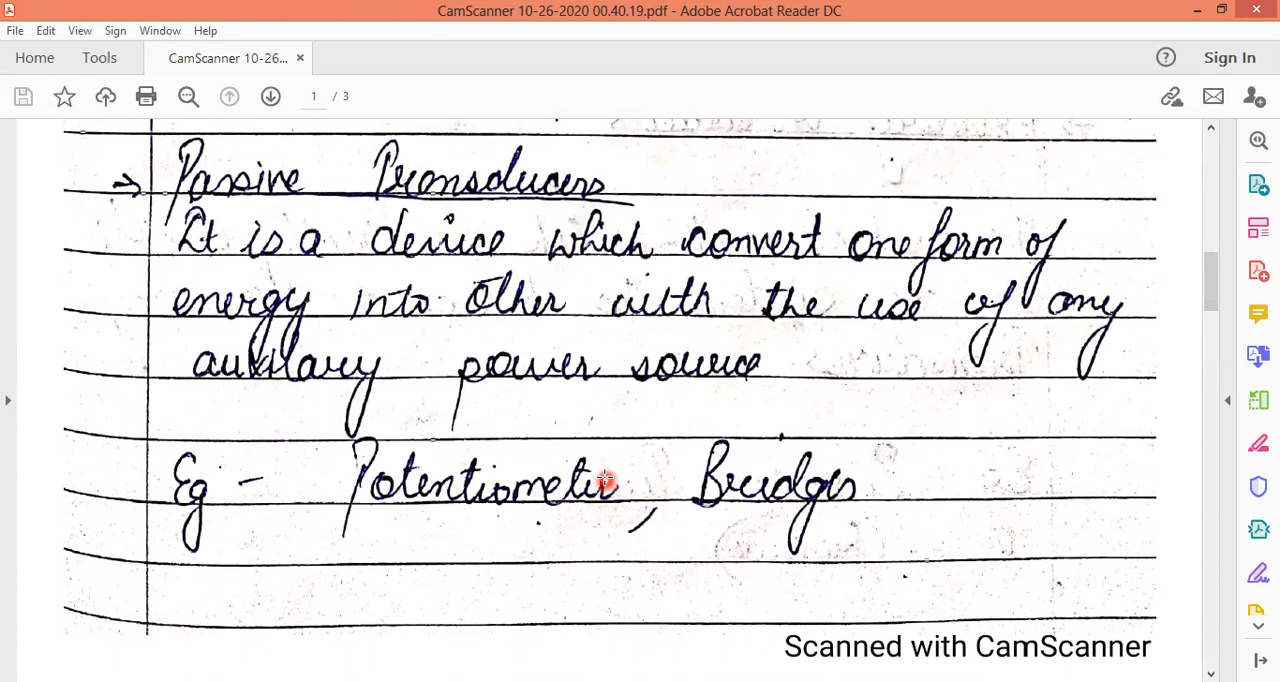 CamScanner 10-26-2020 00.40.19.pdf - Adobe Acrobat Reader DC
File Edit View Sign Window Help
Home Tools CamScanner 10-26... × Sign In
1 / 3
→ Passive Transducers
It is a device which convert one form of
energy into other with the use of any
auxilary power source
Eg - Potentiometer, Bridges
Scanned with CamScanner